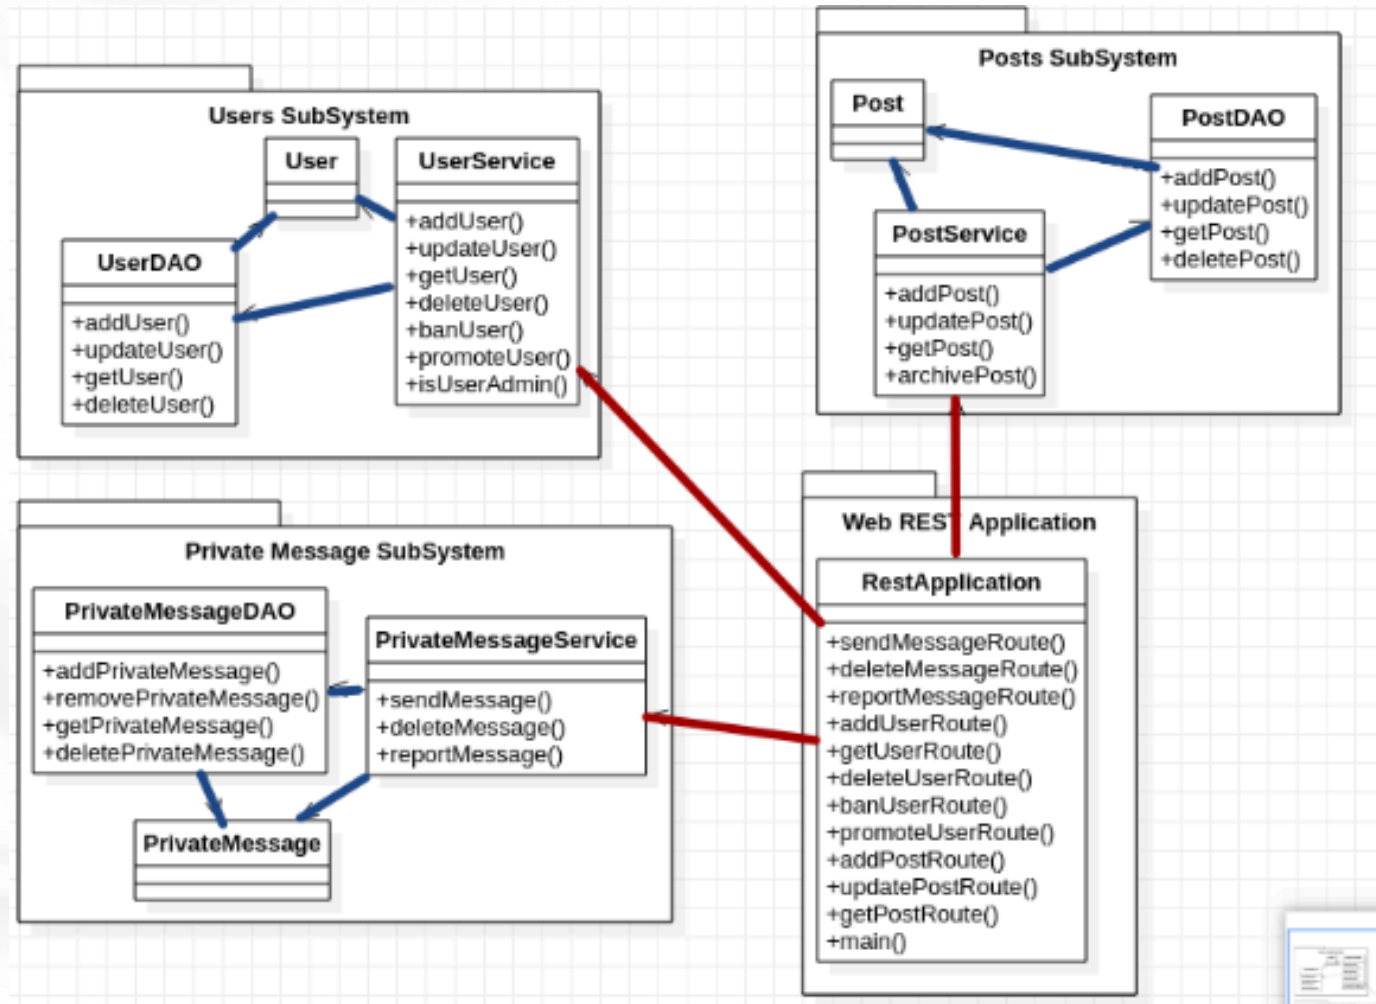 Users SubSystem
User
UserService
+addUser()
+updateUser()
+getUser()
+deleteUser()
+banUser()
+promoteUser()
+isUserAdmin()
UserDAO
+addUser()
+updateUser()
+getUser()
+deleteUser()
Posts SubSystem
Post
PostDAO
+addPost()
+updatePost()
+getPost()
+deletePost()
PostService
+addPost()
+updatePost()
+getPost()
+archivePost()
Private Message SubSystem
PrivateMessageDAO
+addPrivateMessage()
+removePrivateMessage()
+getPrivateMessage()
+deletePrivateMessage()
PrivateMessageService
+sendMessage()
+deleteMessage()
+reportMessage()
PrivateMessage
Web REST Application
RestApplication
+sendMessageRoute()
+deleteMessageRoute()
+reportMessageRoute()
+addUserRoute()
+getUserRoute()
+deleteUserRoute()
+banUserRoute()
+promoteUserRoute()
+addPostRoute()
+updatePostRoute()
+getPostRoute()
+main()